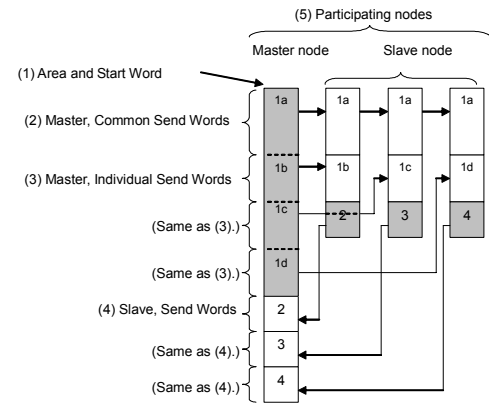 (5) Participating nodes
Master node Slave node
(1) Area and Start Word
1a 1a 1a 1a
(2) Master, Common Send Words
1b 1b 1c 1d
(3) Master, Individual Send Words
1c 2 3 4
(Same as (3).)
1d
(Same as (3).)
(4) Slave, Send Words 2
(Same as (4).) 3
(Same as (4).) 4